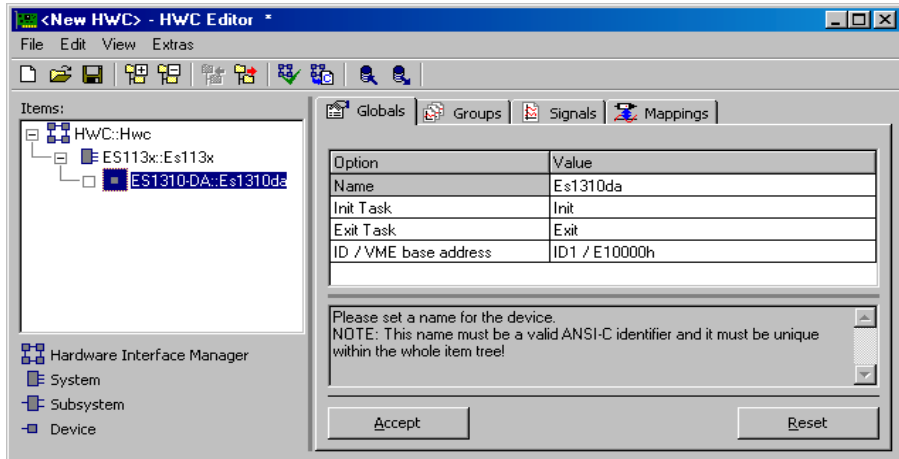 <New HWC> - HWC Editor *
File Edit View Extras
Items:
HWC::Hwc
ES113x::Es113x
ES1310-DA::Es1310da
Hardware Interface Manager
System
Subsystem
Device
Globals Groups Signals Mappings
Option Value
Name Es1310da
Init Task Init
Exit Task Exit
ID / VME base address ID1 / E10000h
Please set a name for the device.
NOTE: This name must be a valid ANSI-C identifier and it must be unique
within the whole item tree!
Accept Reset